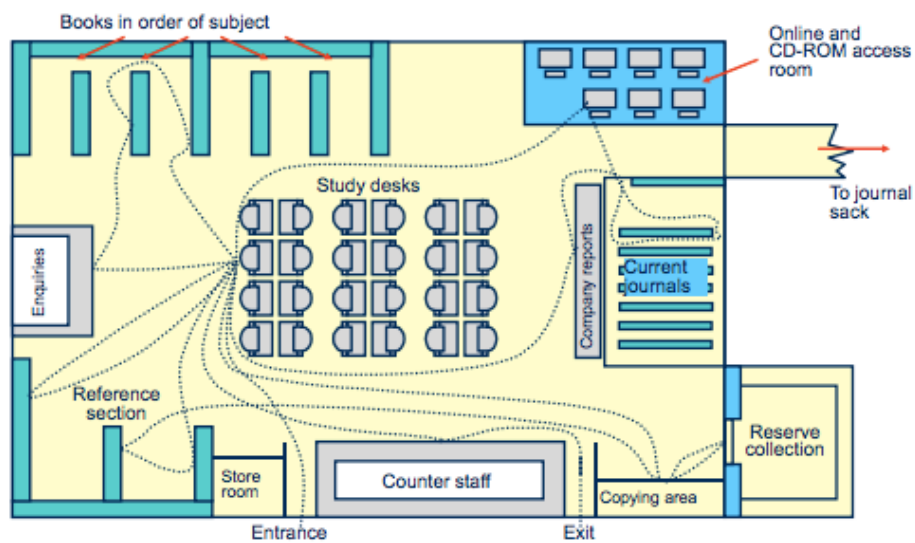 Books in order of subject
Online and
CD-ROM access
room
Study desks
To journal
sack
Enquiries
Company reports
Current
journals
Reference
section
Reserve
collection
Store
room
Counter staff
Copying area
Entrance
Exit